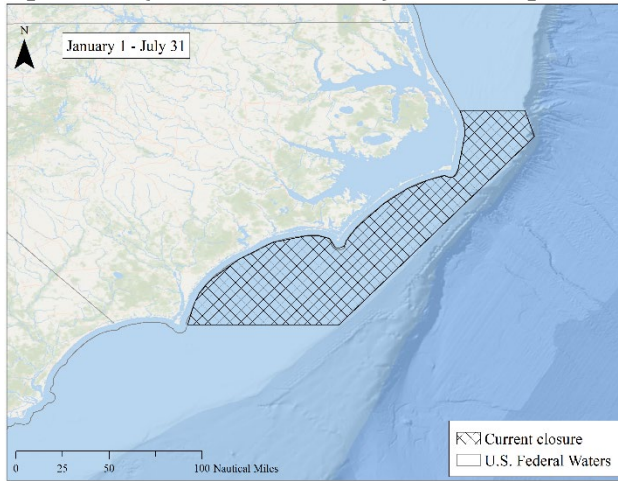 N
January 1 - July 31
Current closure
U.S. Federal Waters
0 25 50 100 Nautical Miles